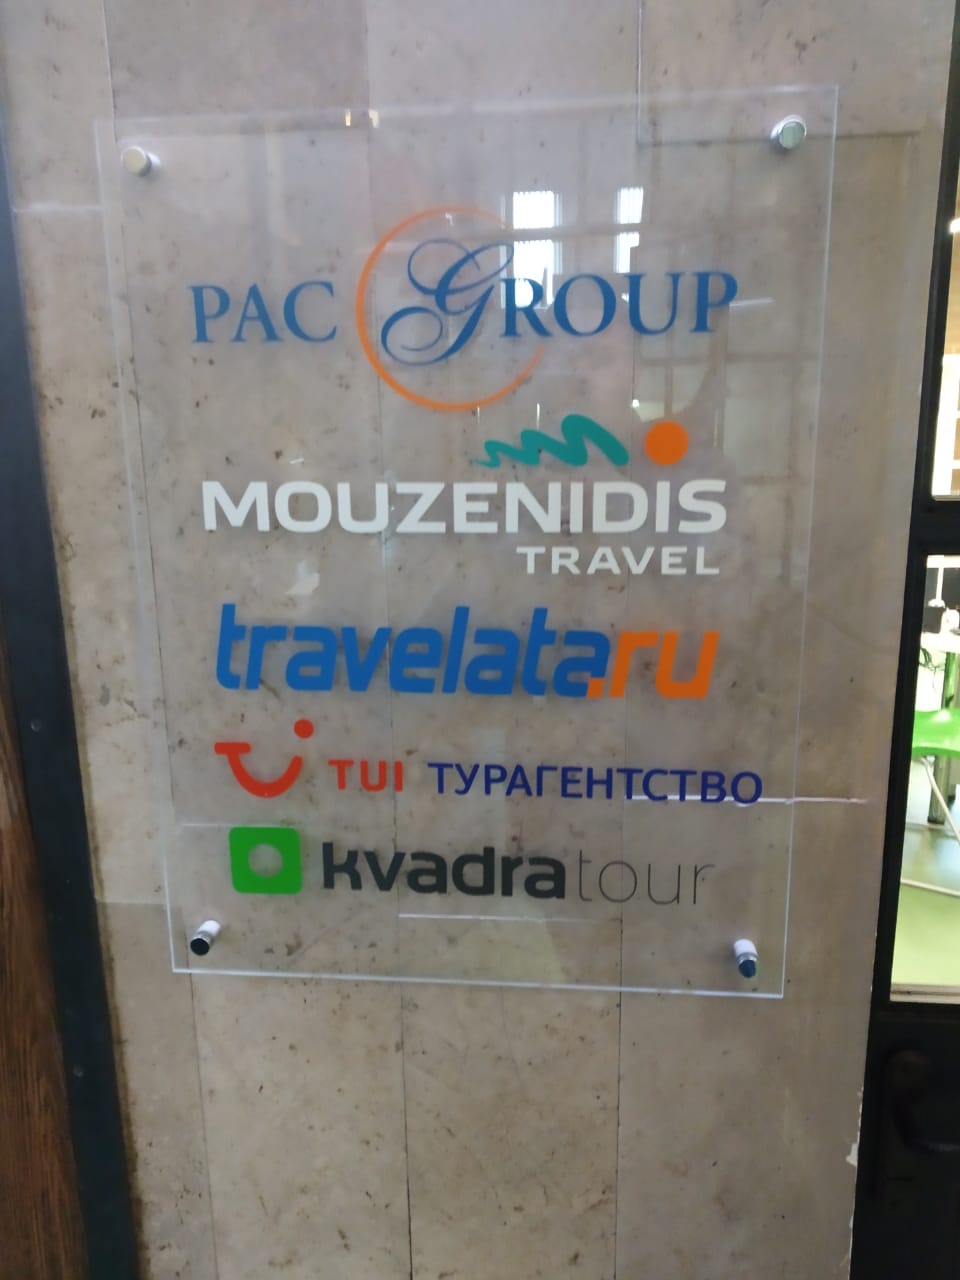 PAC GROUP
MOUZENIDIS
TRAVEL
travelata.ru
TUI ТУРАГЕНТСТВО
kvadratour